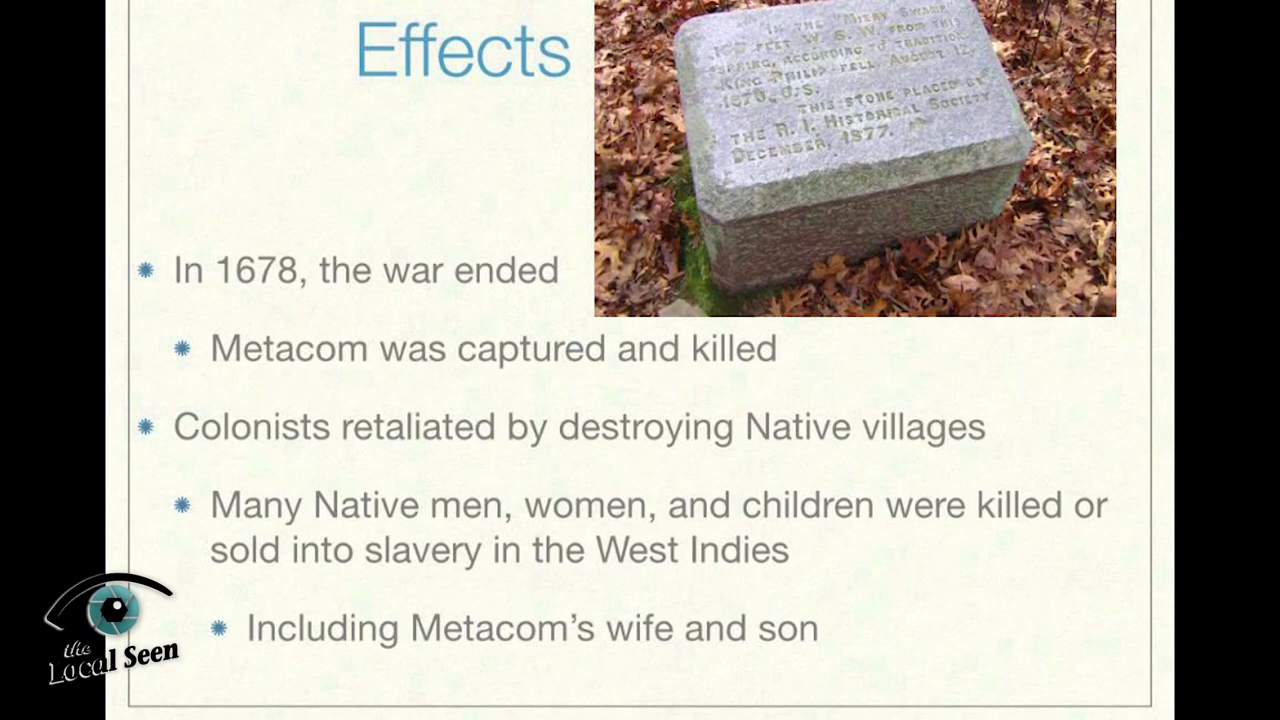 Effects
IN THE "MIERY SWAMP"
FEET W. S. W. FROM THIS
SPRING, ACCORDING TO TRADITION
KING PHILIP FELL AUGUST 12,
1676, O.S.
THIS STONE PLACED BY
THE R. I. HISTORICAL SOCIETY
DECEMBER, 1877.
In 1678, the war ended
Metacom was captured and killed
Colonists retaliated by destroying Native villages
Many Native men, women, and children were killed or
sold into slavery in the West Indies
Including Metacom's wife and son
the
Local Seen